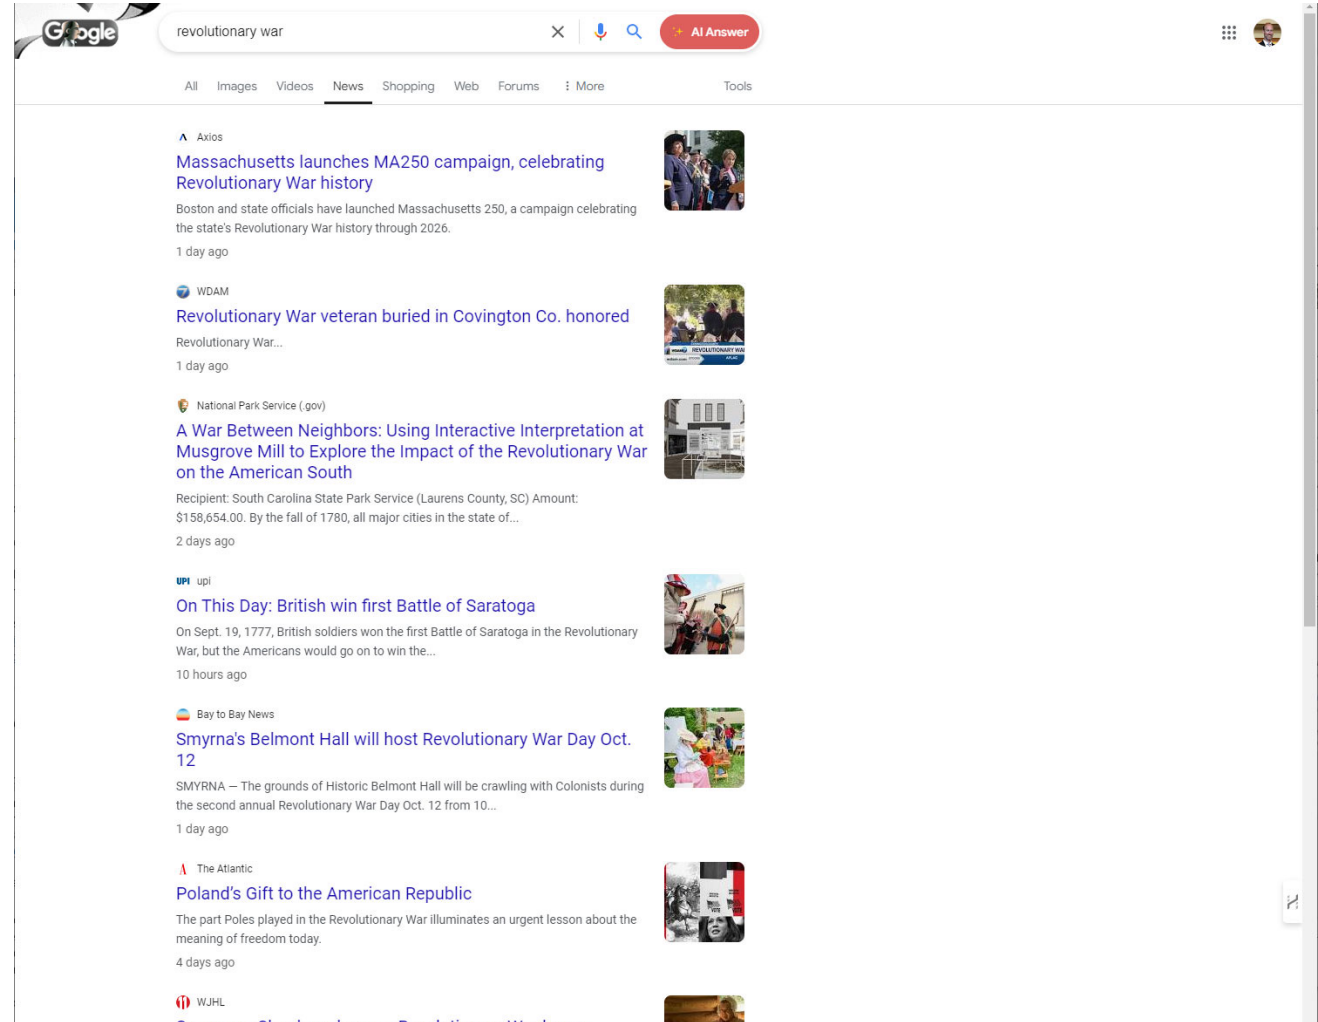 Google
revolutionary war
AI Answer
All Images Videos News Shopping Web Forums More Tools
Axios
Massachusetts launches MA250 campaign, celebrating
Revolutionary War history
Boston and state officials have launched Massachusetts 250, a campaign celebrating
the state's Revolutionary War history through 2026.
1 day ago
WDAM
Revolutionary War veteran buried in Covington Co. honored
Revolutionary War...
REVOLUTIONARY WAR
1 day ago
National Park Service (.gov)
A War Between Neighbors: Using Interactive Interpretation at
Musgrove Mill to Explore the Impact of the Revolutionary War
on the American South
Recipient: South Carolina State Park Service (Laurens County, SC) Amount:
$158,654.00. By the fall of 1780, all major cities in the state of...
2 days ago
UPI upi
On This Day: British win first Battle of Saratoga
On Sept. 19, 1777, British soldiers won the first Battle of Saratoga in the Revolutionary
War, but the Americans would go on to win the...
10 hours ago
Bay to Bay News
Smyrna's Belmont Hall will host Revolutionary War Day Oct.
12
SMYRNA — The grounds of Historic Belmont Hall will be crawling with Colonists during
the second annual Revolutionary War Day Oct. 12 from 10...
1 day ago
A The Atlantic
Poland's Gift to the American Republic
The part Poles played in the Revolutionary War illuminates an urgent lesson about the
meaning of freedom today.
VOTE
4 days ago
11 WJHL